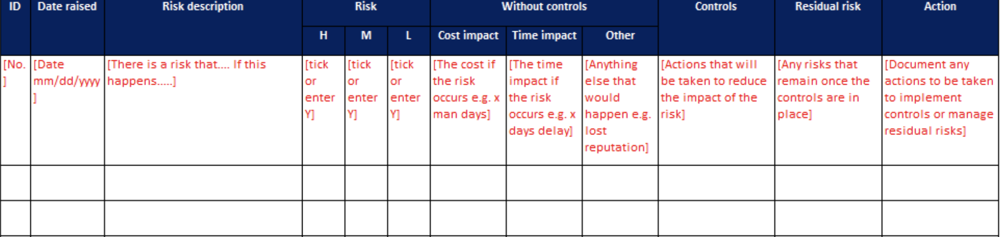 ID Date raised Risk description Risk Without controls Controls Residual risk Action
H M L Cost impact Time impact Other
[No.
]
[Date
mm/dd/yyyy
]
[There is a risk that.... If this
happens.....]
[tick
or
enter
Y]
[tick
or
enter
Y]
[tick
or
enter
Y]
[The cost if
the risk
occurs e.g. x
man days]
[The time
impact if
the risk
occurs e.g. x
days delay]
[Anything
else that
would
happen e.g.
lost
reputation]
[Actions that will
be taken to reduce
the impact of the
risk]
[Any risks that
remain once the
controls are in
place]
[Document any
actions to be taken
to implement
controls or manage
residual risks]